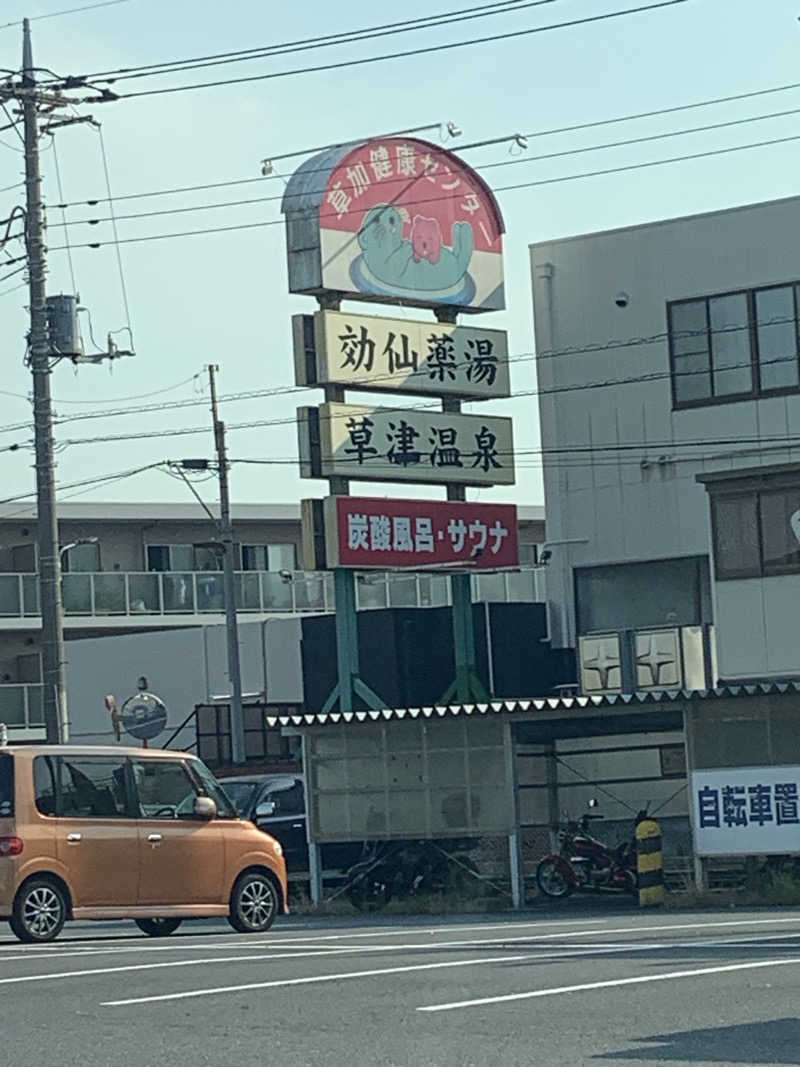 草加健康センター
効仙薬湯
草津温泉
炭酸風呂・サウナ
自転車置